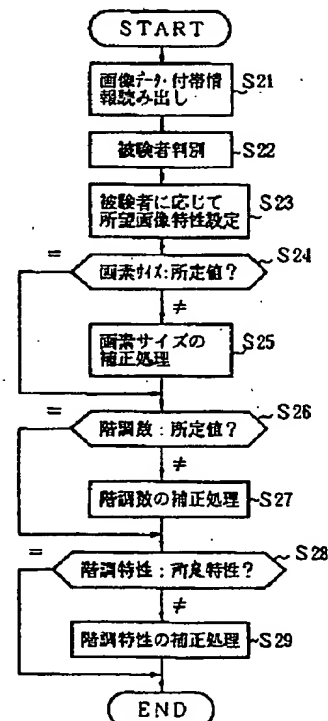 START
画像データ・付帯情
報読み出し
S21
被験者判別
S22
被験者に応じて
所望画像特性設定
S23
画素サイズ:所定値?
S24
=
≠
画素サイズの
補正処理
S25
階調数:所定値?
S26
=
≠
階調数の補正処理
S27
階調特性:所定特性?
S28
=
≠
階調特性の補正処理
S29
END